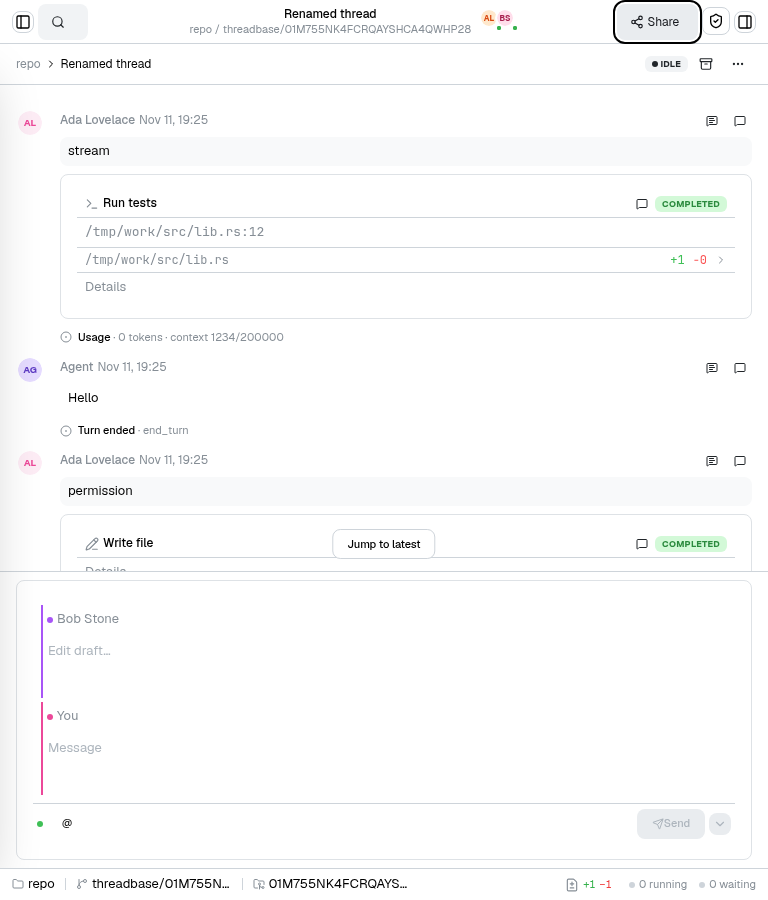 Renamed thread
repo / threadbase/01M755NK4FCRQAYSHCA4QWHP28
AL BS
Share
repo > Renamed thread
IDLE
AL Ada Lovelace Nov 11, 19:25
stream
Run tests
COMPLETED
/tmp/work/src/lib.rs:12
/tmp/work/src/lib.rs +1 -0
Details
Usage · 0 tokens · context 1234/200000
AG Agent Nov 11, 19:25
Hello
Turn ended · end_turn
AL Ada Lovelace Nov 11, 19:25
permission
Write file
COMPLETED
Jump to latest
Details
Bob Stone
Edit draft…
You
Message
@
Send
repo threadbase/01M755N… 01M755NK4FCRQAYS… +1 −1 0 running 0 waiting